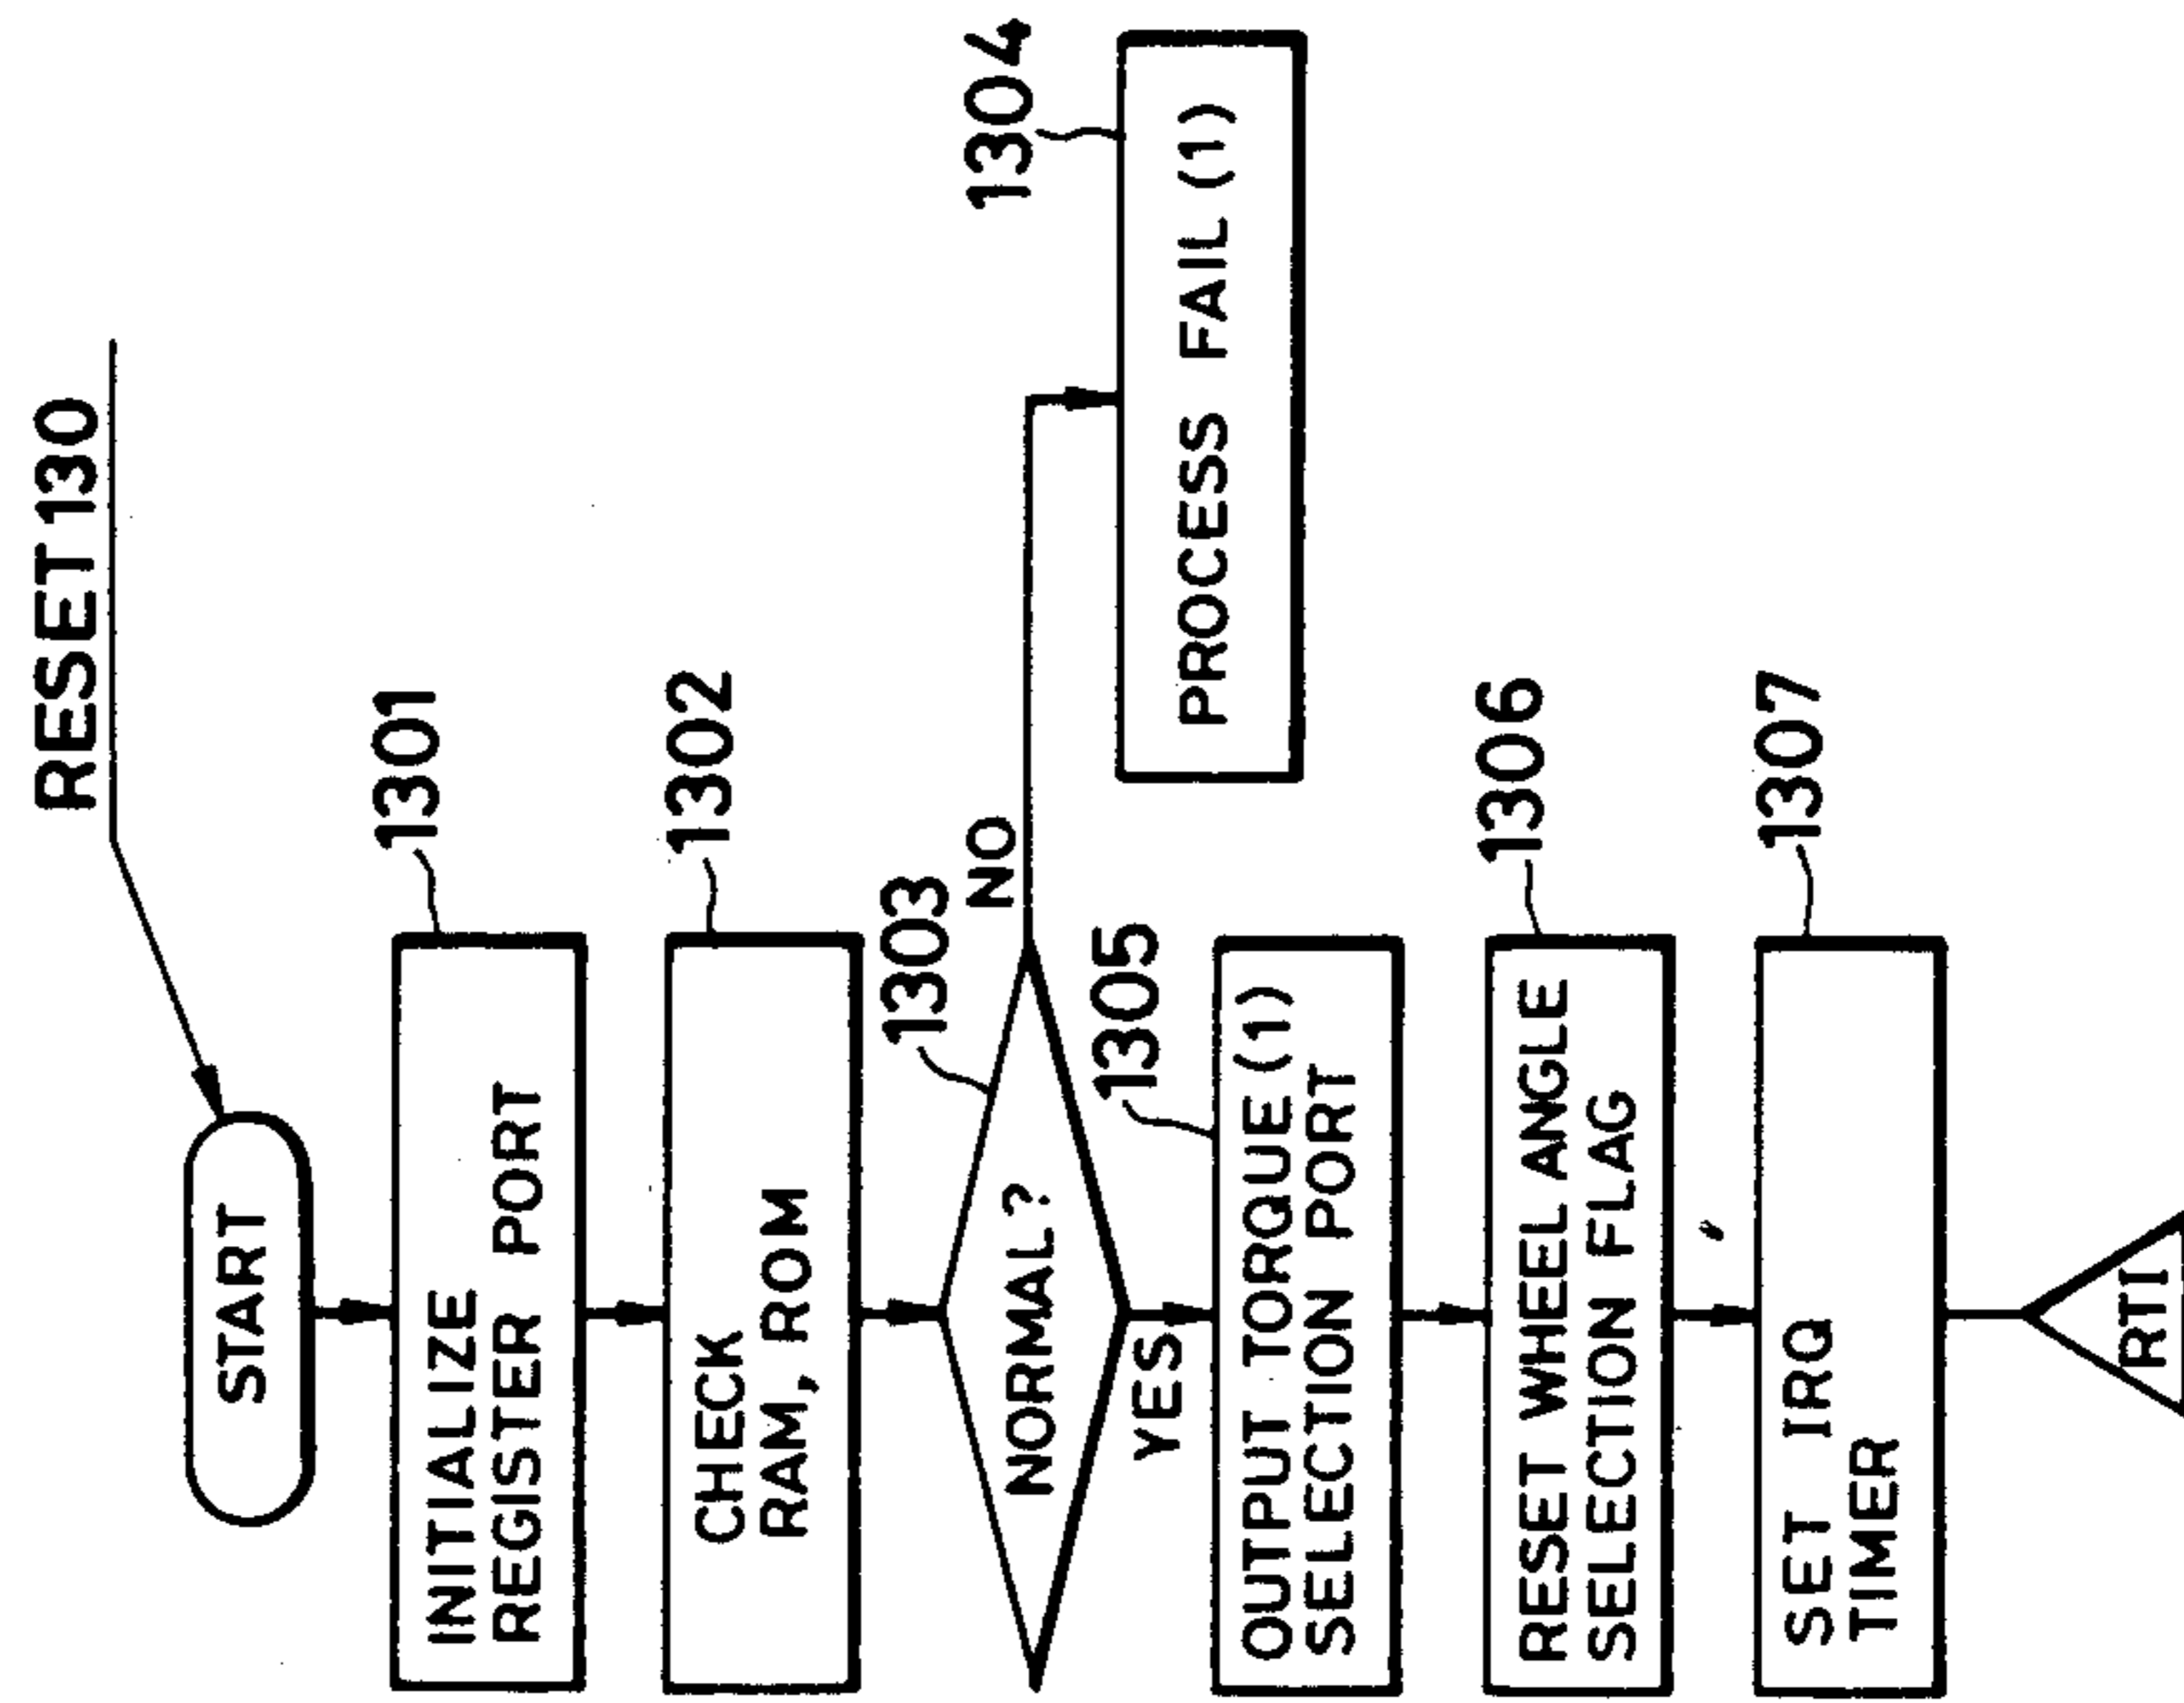 RESET 130
START
1301
INITIALIZE
REGISTER PORT
1302
CHECK
RAM, ROM
1303
NORMAL?
NO
1304
PROCESS FAIL (1)
YES
1305
OUTPUT TORQUE (1)
SELECTION PORT
1306
RESET WHEEL ANGLE
SELECTION FLAG
1307
SET IRQ
TIMER
RTI